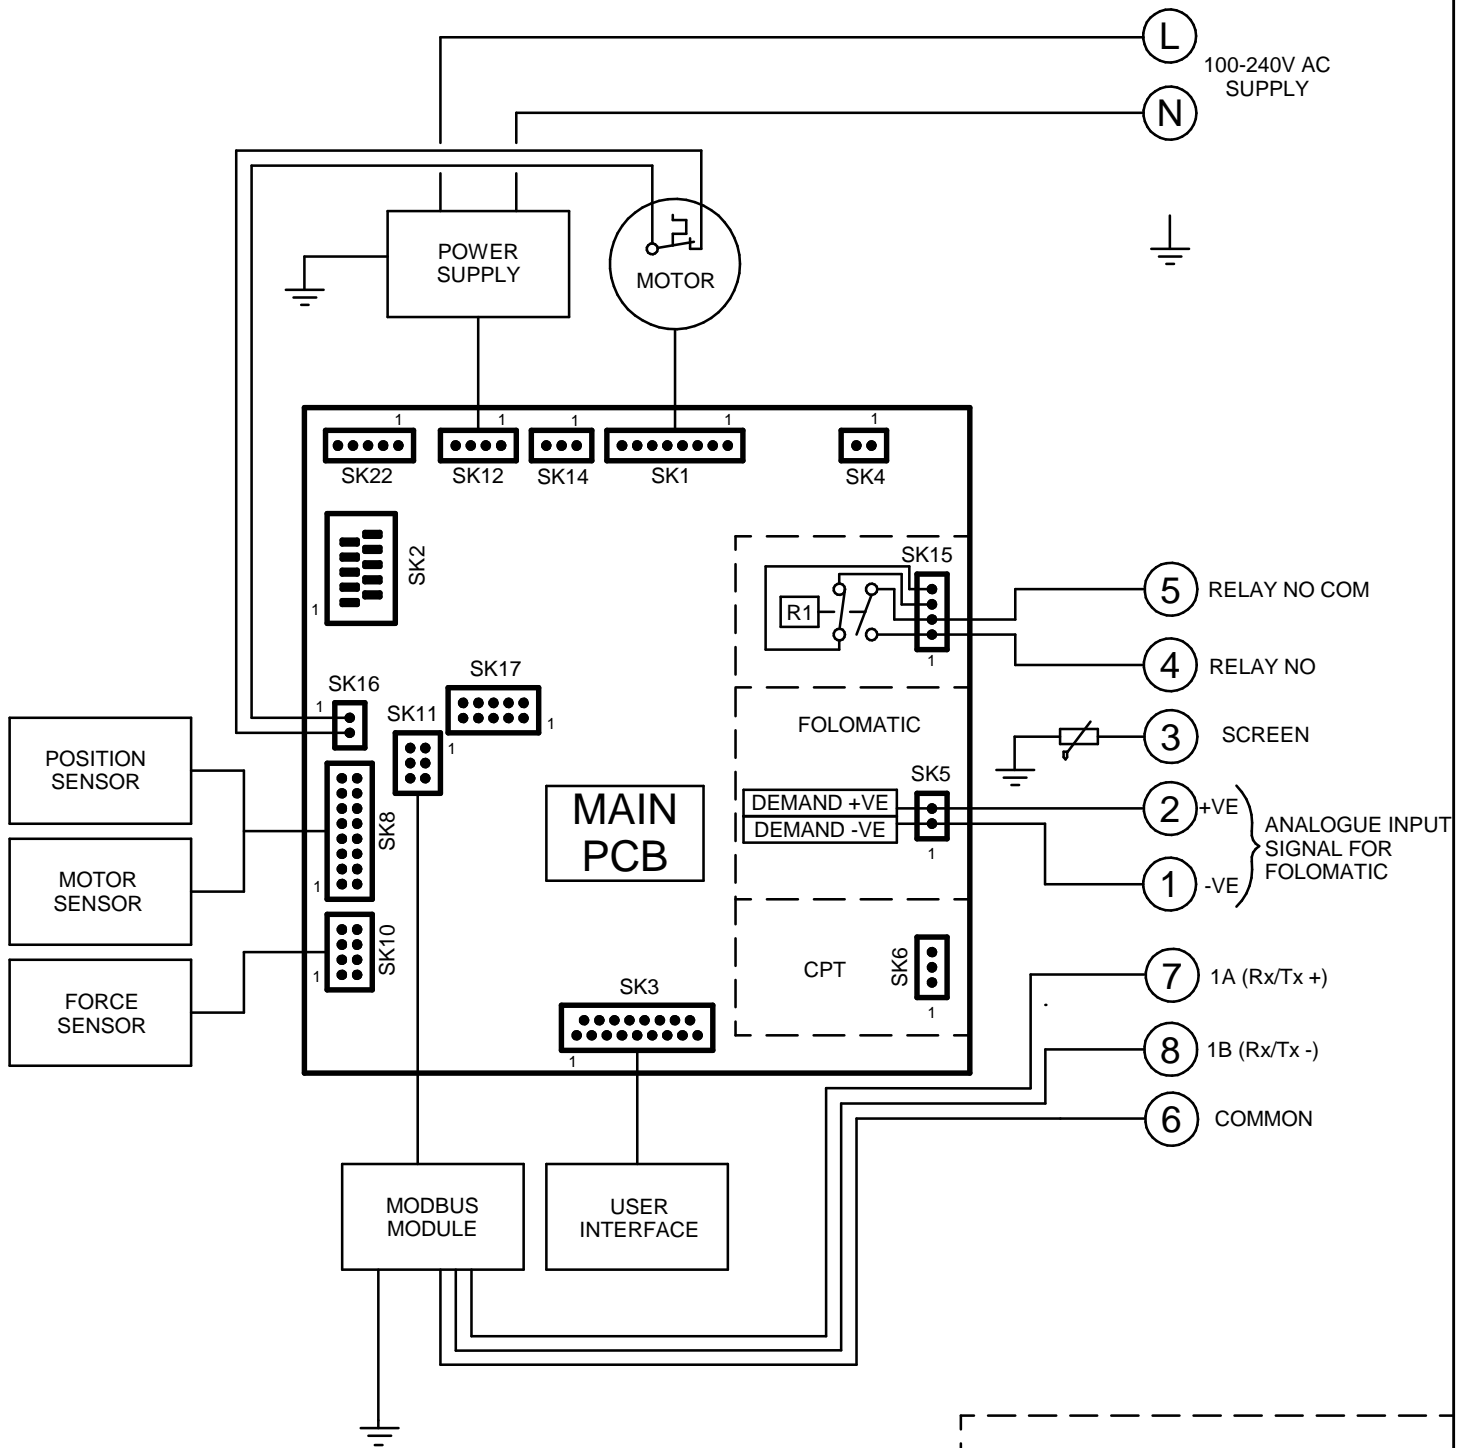 L
100-240V AC
SUPPLY
N
POWER
SUPPLY
MOTOR
1
1
1
1
1
SK22
SK12
SK14
SK1
SK4
SK2
1
SK15
R1
1
5 RELAY NO COM
4 RELAY NO
SK16
1
SK17
1
SK11
1
FOLOMATIC
3 SCREEN
POSITION
SENSOR
SK5
DEMAND +VE
DEMAND -VE
1
2 +VE
1 -VE
ANALOGUE INPUT
SIGNAL FOR
FOLOMATIC
MAIN
PCB
SK8
1
MOTOR
SENSOR
SK10
1
FORCE
SENSOR
CPT
SK6
1
SK3
1
7 1A (Rx/Tx +)
8 1B (Rx/Tx -)
6 COMMON
MODBUS
MODULE
USER
INTERFACE